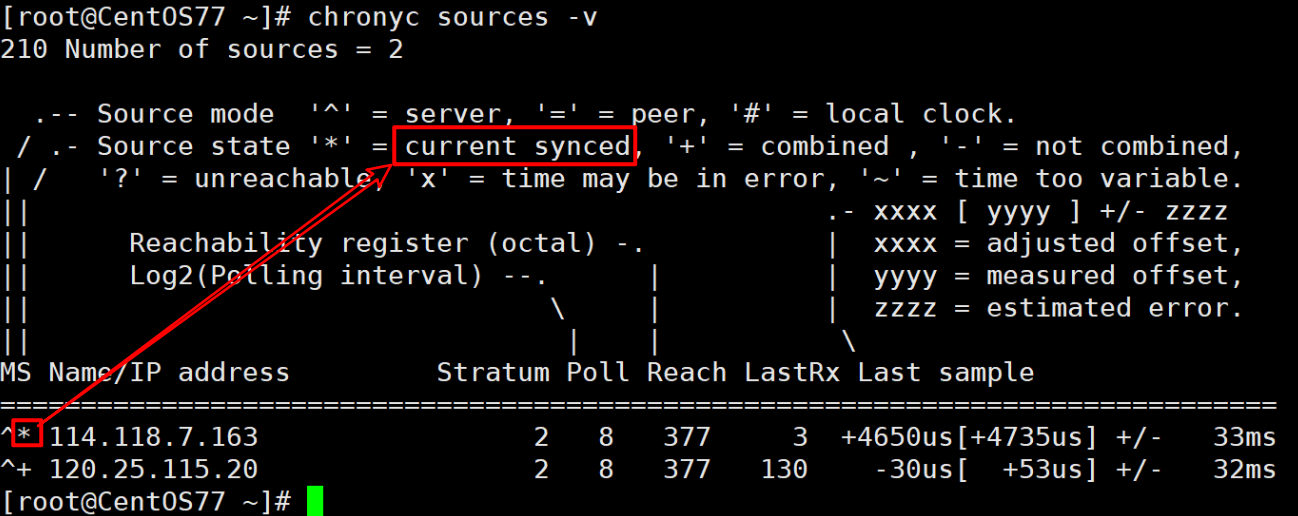 [root@CentOS77 ~]# chronyc sources -v
210 Number of sources = 2
  .-- Source mode  '^' = server, '=' = peer, '#' = local clock.
 / .- Source state '*' = current synced, '+' = combined , '-' = not combined,
| /   '?' = unreachable, 'x' = time may be in error, '~' = time too variable.
||                                                 .- xxxx [ yyyy ] +/- zzzz
||      Reachability register (octal) -.           |  xxxx = adjusted offset,
||      Log2(Polling interval) --.      |          |  yyyy = measured offset,
||                                \     |          |  zzzz = estimated error.
||                                 |    |           \
MS Name/IP address         Stratum Poll Reach LastRx Last sample
===============================================================================
^* 114.118.7.163                 2   8   377     3  +4650us[+4735us] +/-   33ms
^+ 120.25.115.20                 2   8   377   130    -30us[  +53us] +/-   32ms
[root@CentOS77 ~]#